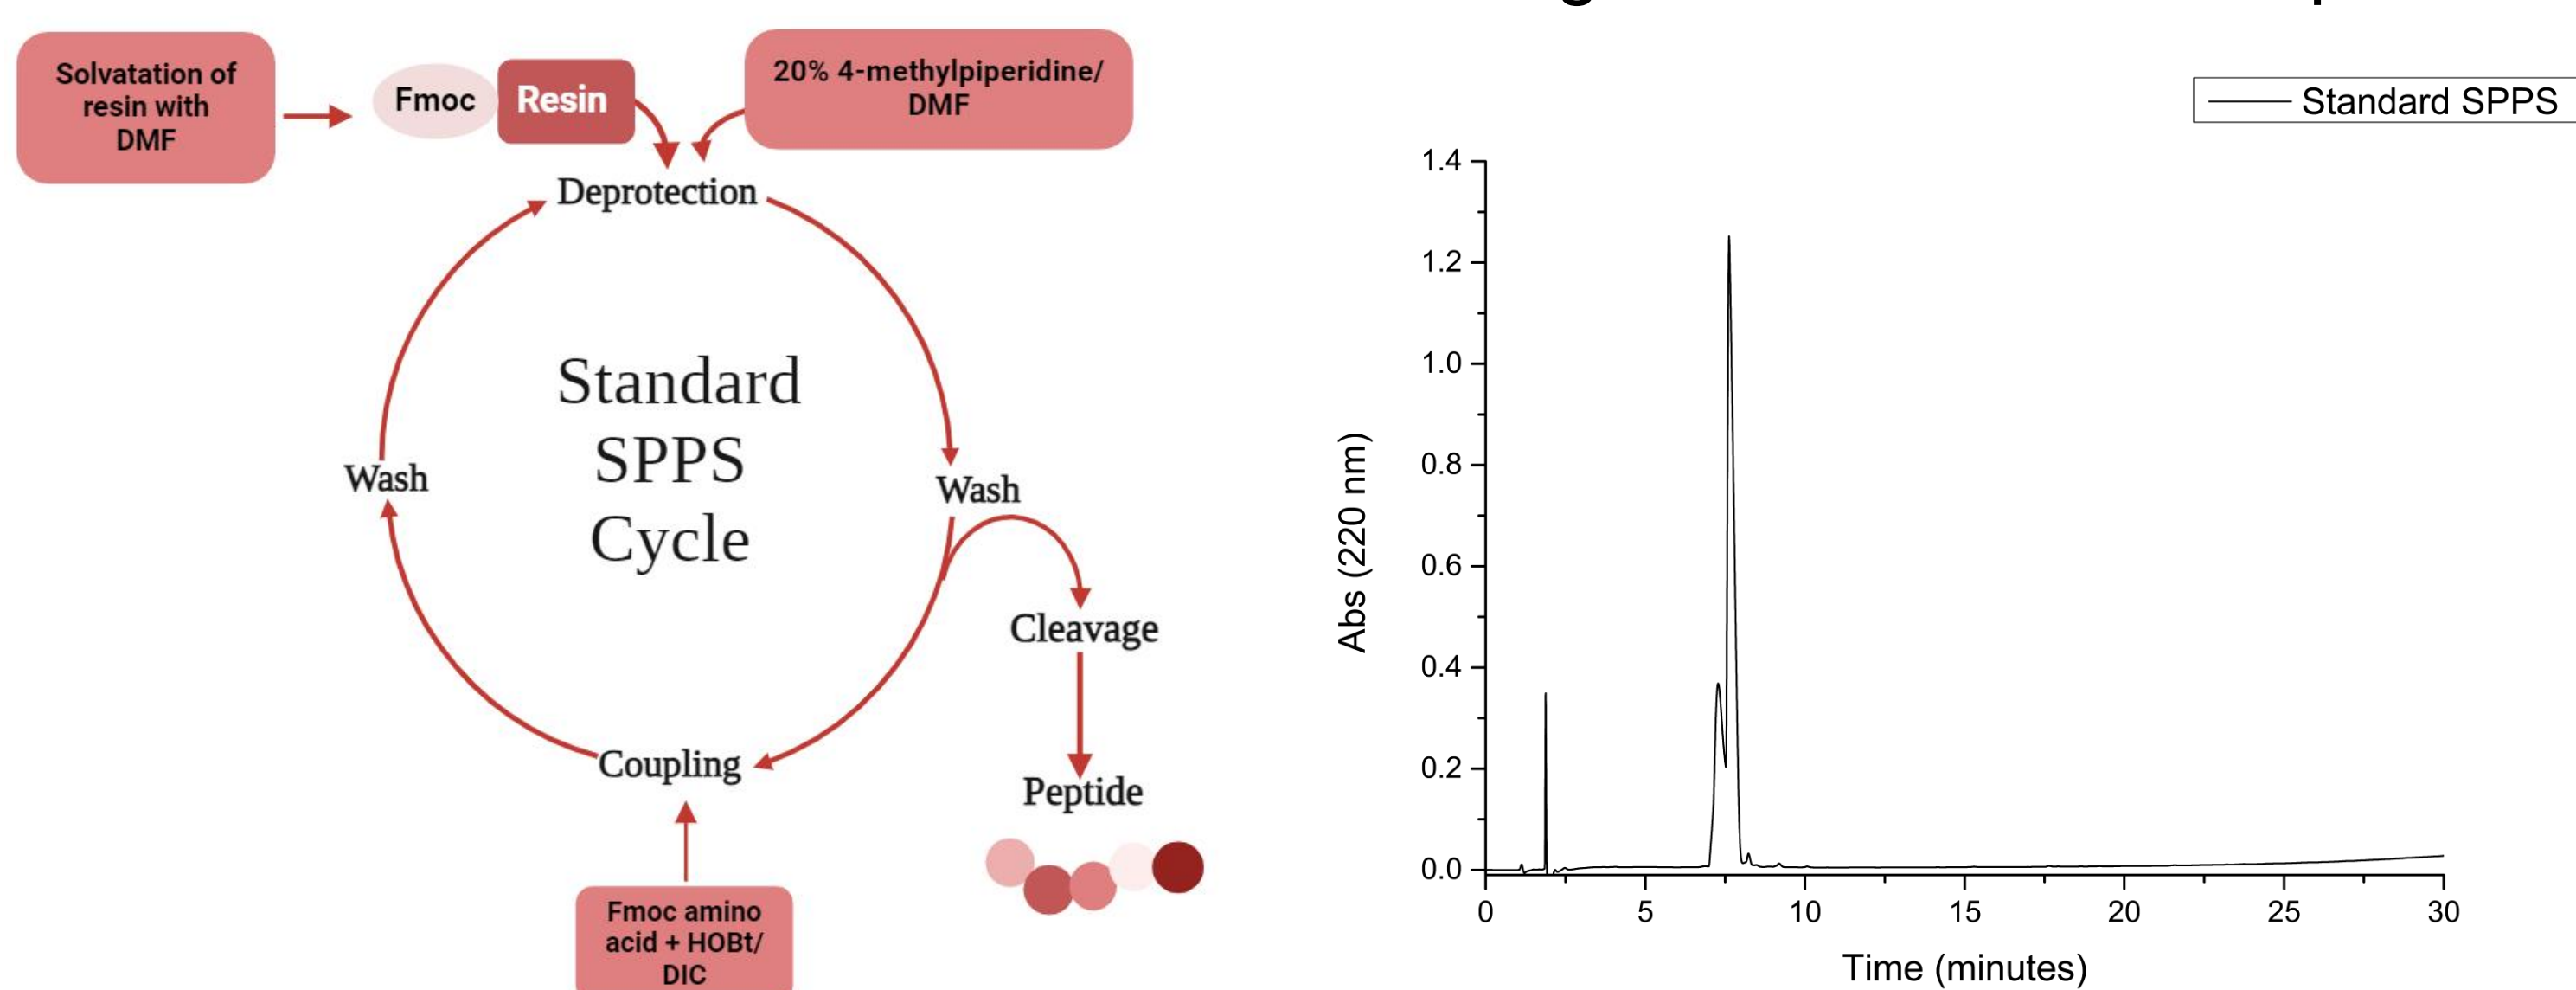 Solvatation of
resin with
DMF
Fmoc
Resin
20% 4-methylpiperidine/
DMF
Deprotection
Standard
SPPS
Cycle
Wash
Wash
Cleavage
Peptide
Coupling
Fmoc amino
acid + HOBt/
DIC
Standard SPPS
1.4
1.2
1.0
0.8
0.6
0.4
0.2
0.0
Abs (220 nm)
0 5 10 15 20 25 30
Time (minutes)